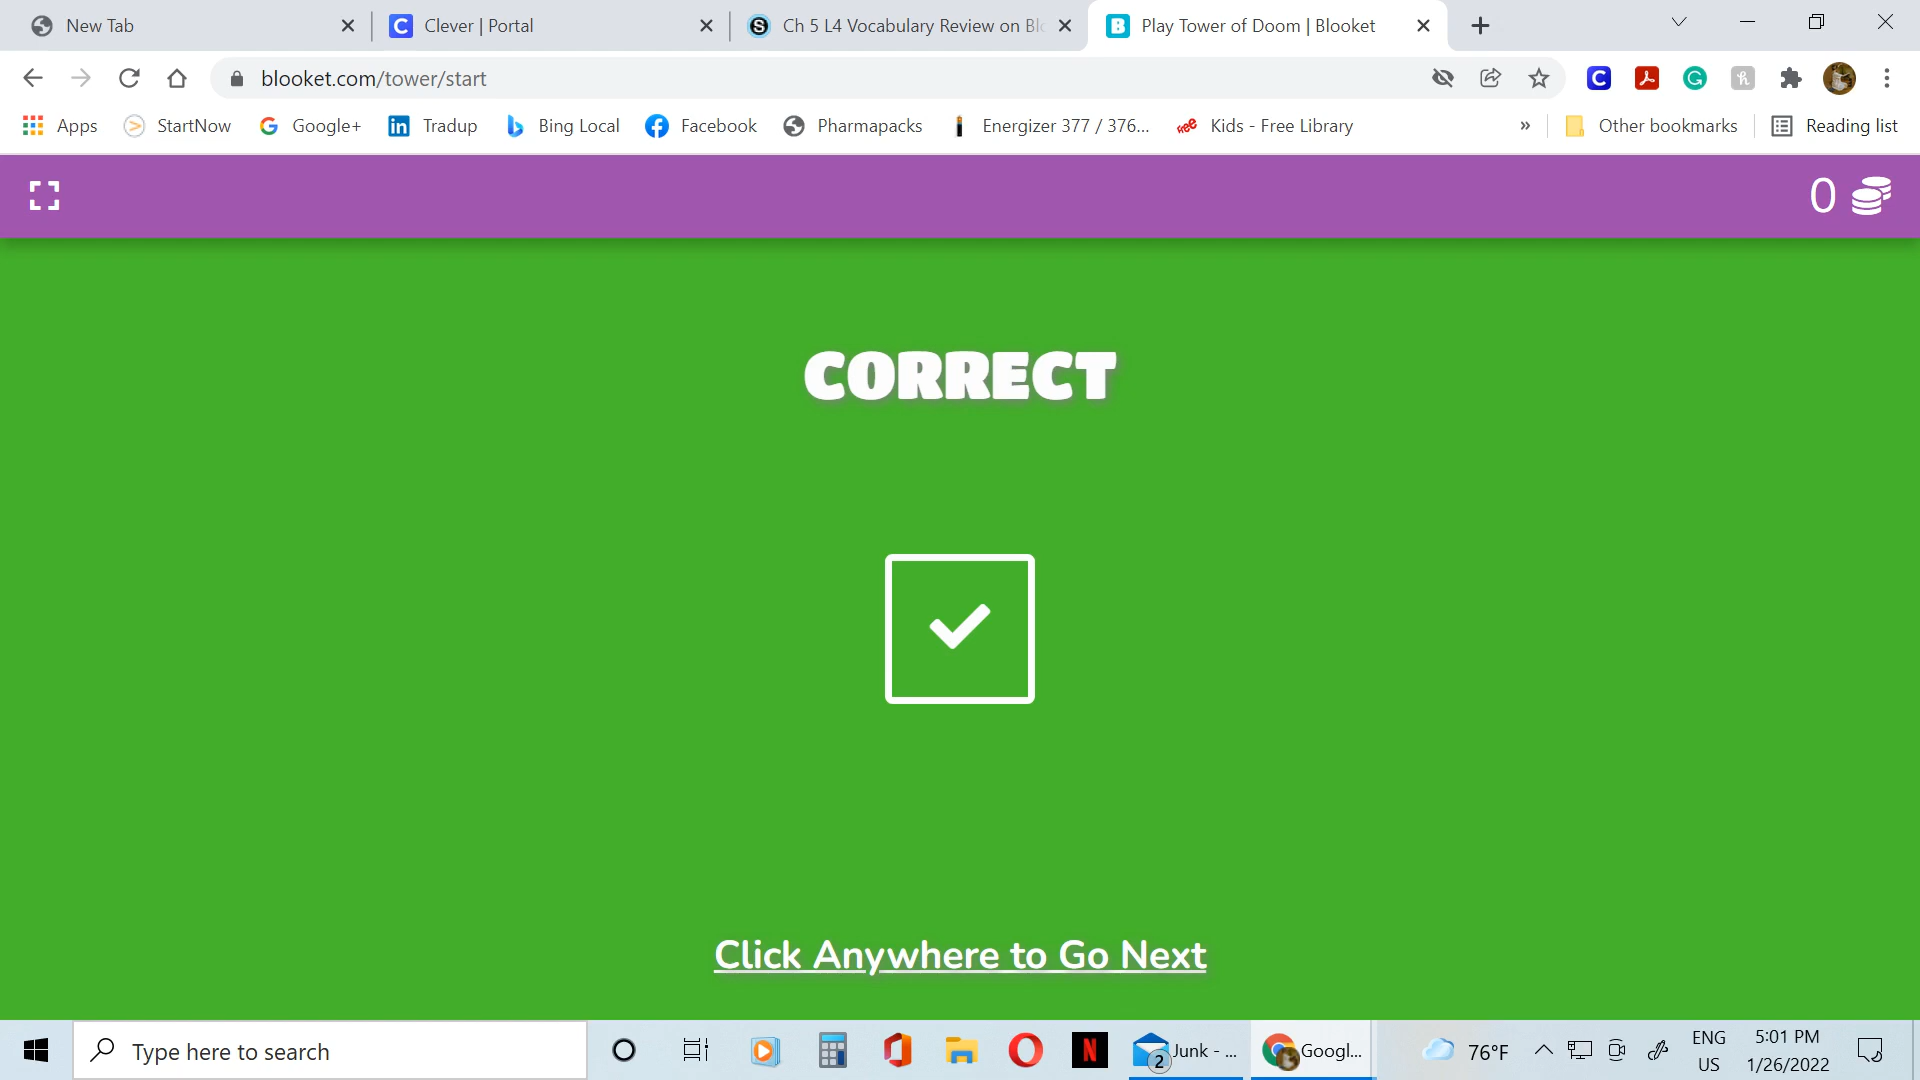 New Tab
Clever | Portal
Ch 5 L4 Vocabulary Review on Blo
Play Tower of Doom | Blooket
blooket.com/tower/start
Apps
StartNow
Google+
Tradup
Bing Local
Facebook
Pharmapacks
Energizer 377 / 376...
Kids - Free Library
»
Other bookmarks
Reading list
0
CORRECT
Click Anywhere to Go Next
Type here to search
2
Junk - ...
Googl...
76°F
ENG
US
5:01 PM
1/26/2022